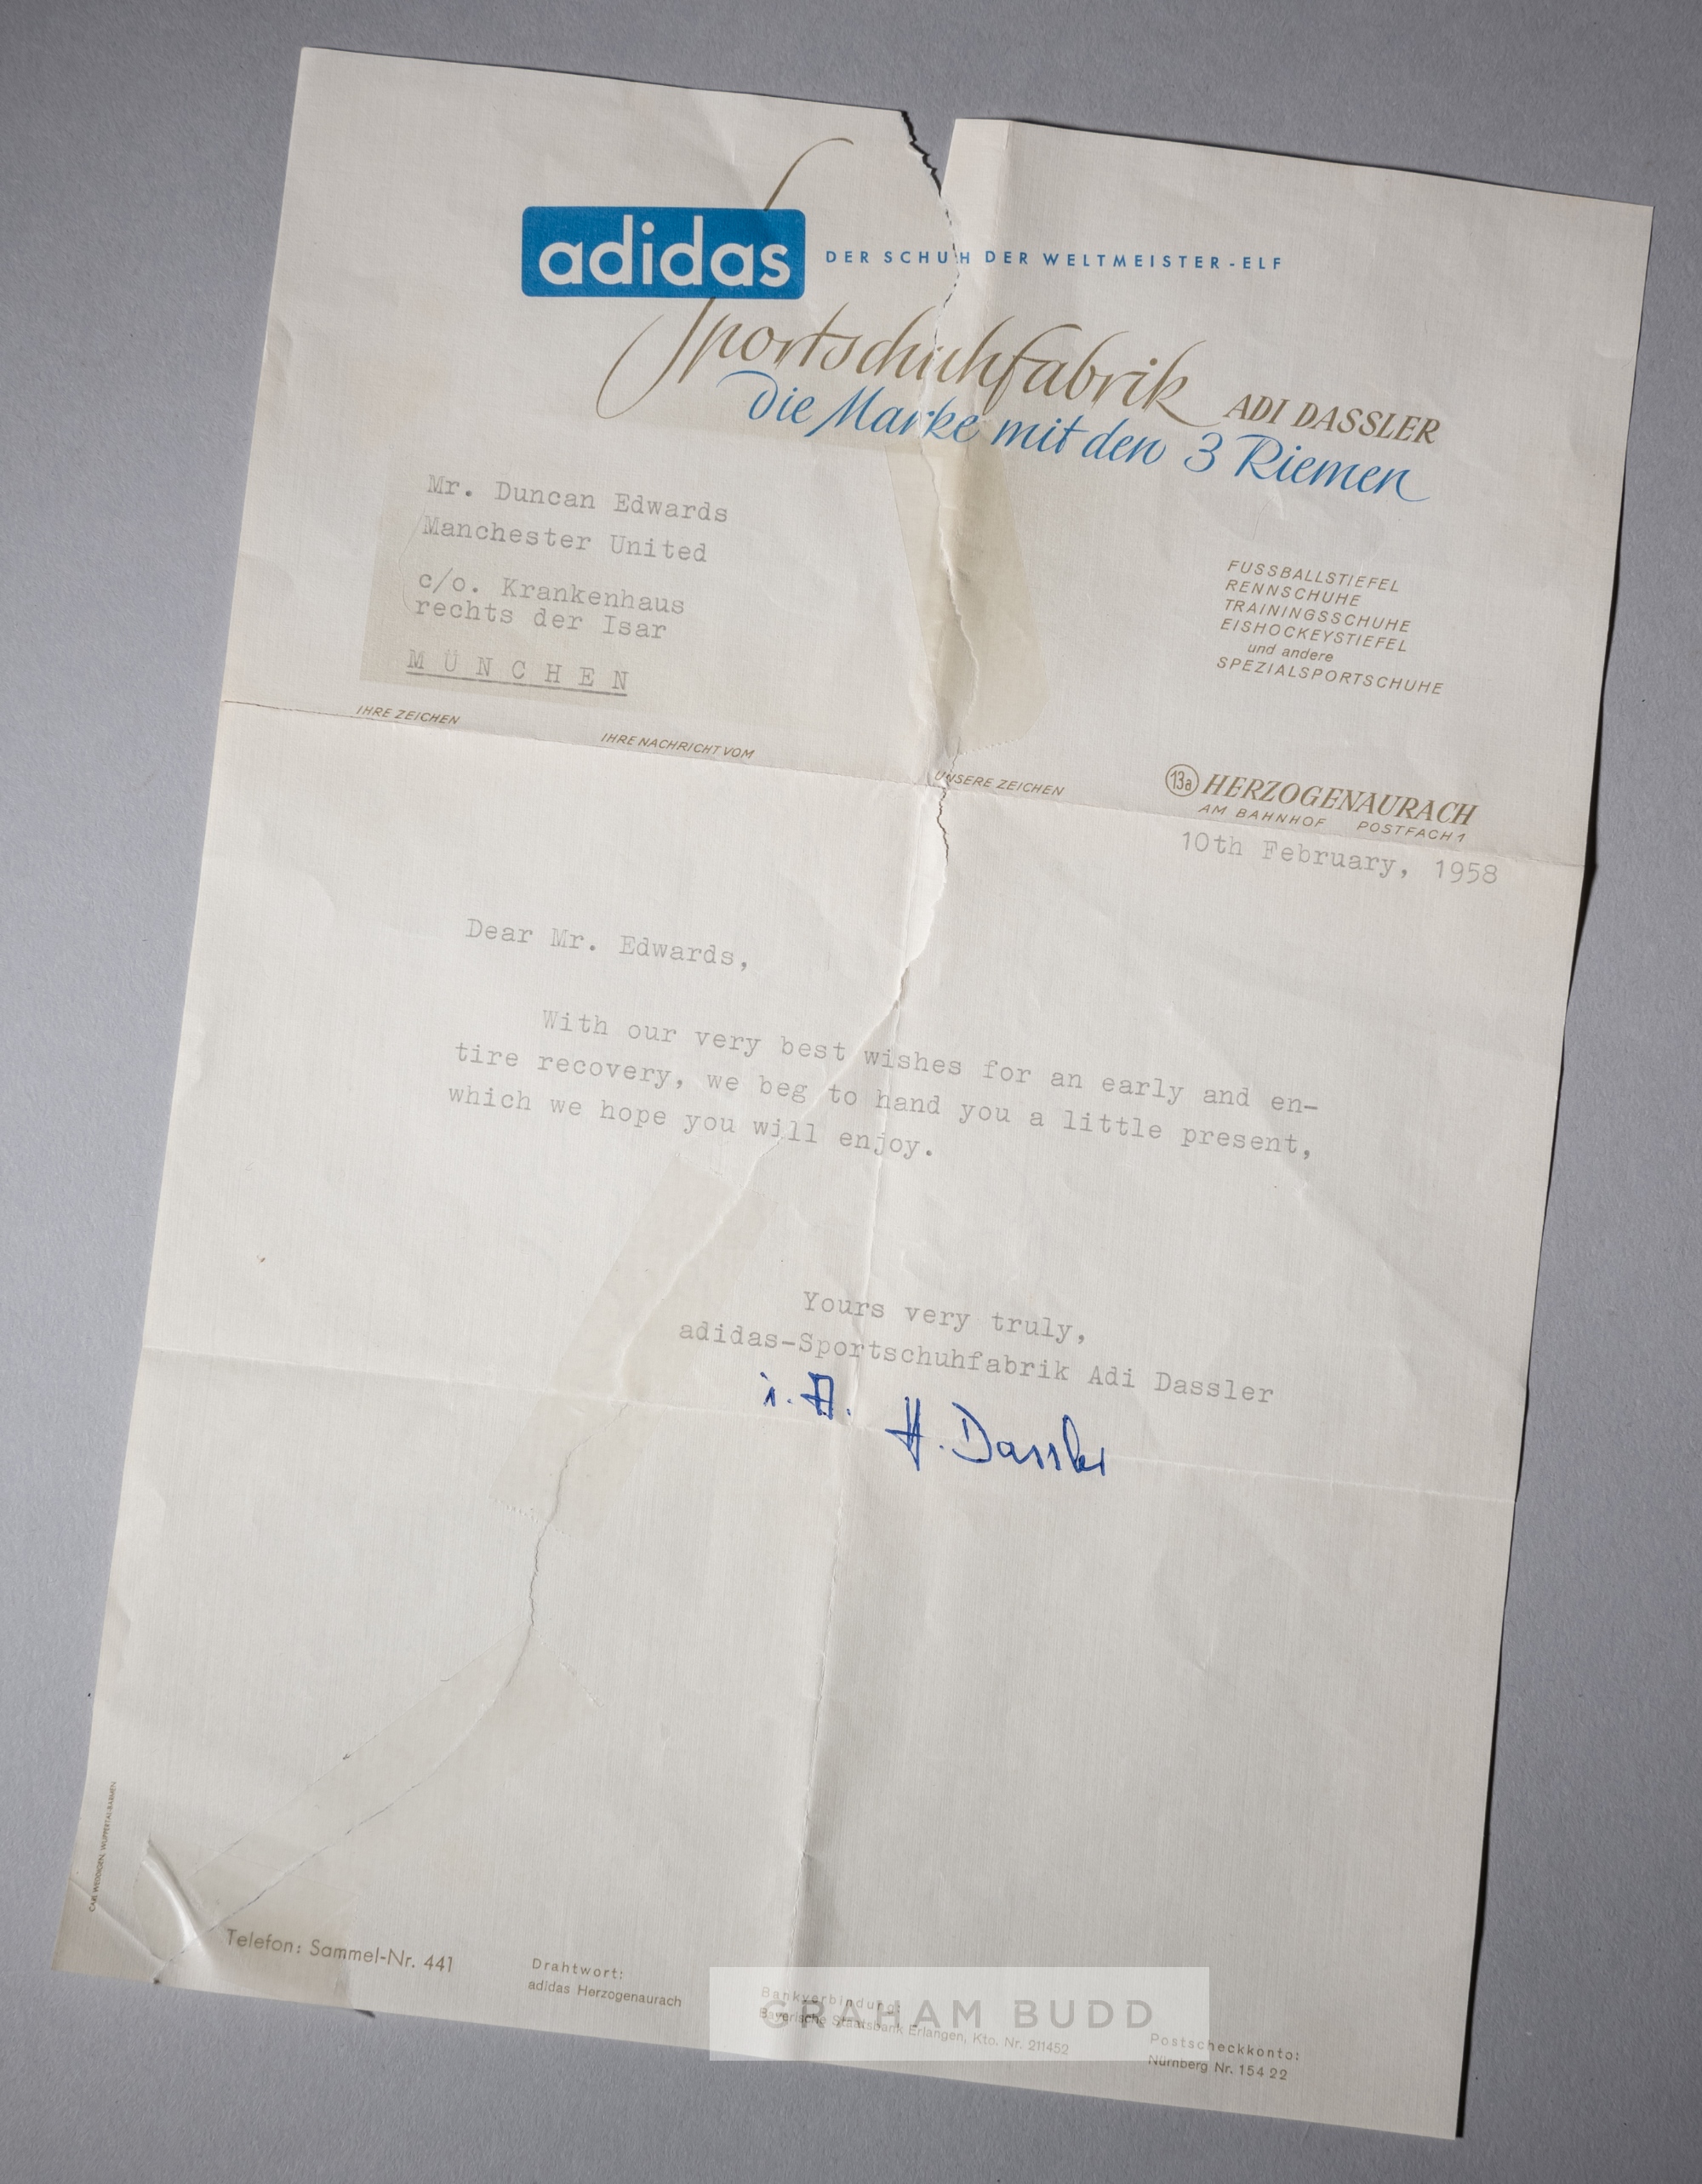 adidas DER SCHUH DER WELTMEISTER-ELF
Sportschuhfabrik ADI DASSLER
die Marke mit den 3 Riemen
Mr. Duncan Edwards
Manchester United
c/o. Krankenhaus
rechts der Isar
MÜNCHEN
FUSSBALLSTIEFEL
RENNSCHUHE
TRAININGSSCHUHE
EISHOCKEYSTIEFEL
und andere
SPEZIALSPORTSCHUHE
IHRE ZEICHEN IHRE NACHRICHT VOM UNSERE ZEICHEN
13a HERZOGENAURACH
AM BAHNHOF POSTFACH 1
10th February, 1958
Dear Mr. Edwards,
With our very best wishes for an early and en-
tire recovery, we beg to hand you a little present,
which we hope you will enjoy.
Yours very truly,
adidas-Sportschuhfabrik Adi Dassler
i. A. H. Dassler
CARL WEDDIGEN, WUPPERTAL-BARMEN
Telefon: Sammel-Nr. 441
Drahtwort:
adidas Herzogenaurach
Bankverbindung:
Bayerische Staatsbank Erlangen, Kto. Nr. 211452
Postscheckkonto:
Nürnberg Nr. 154 22
GRAHAM BUDD